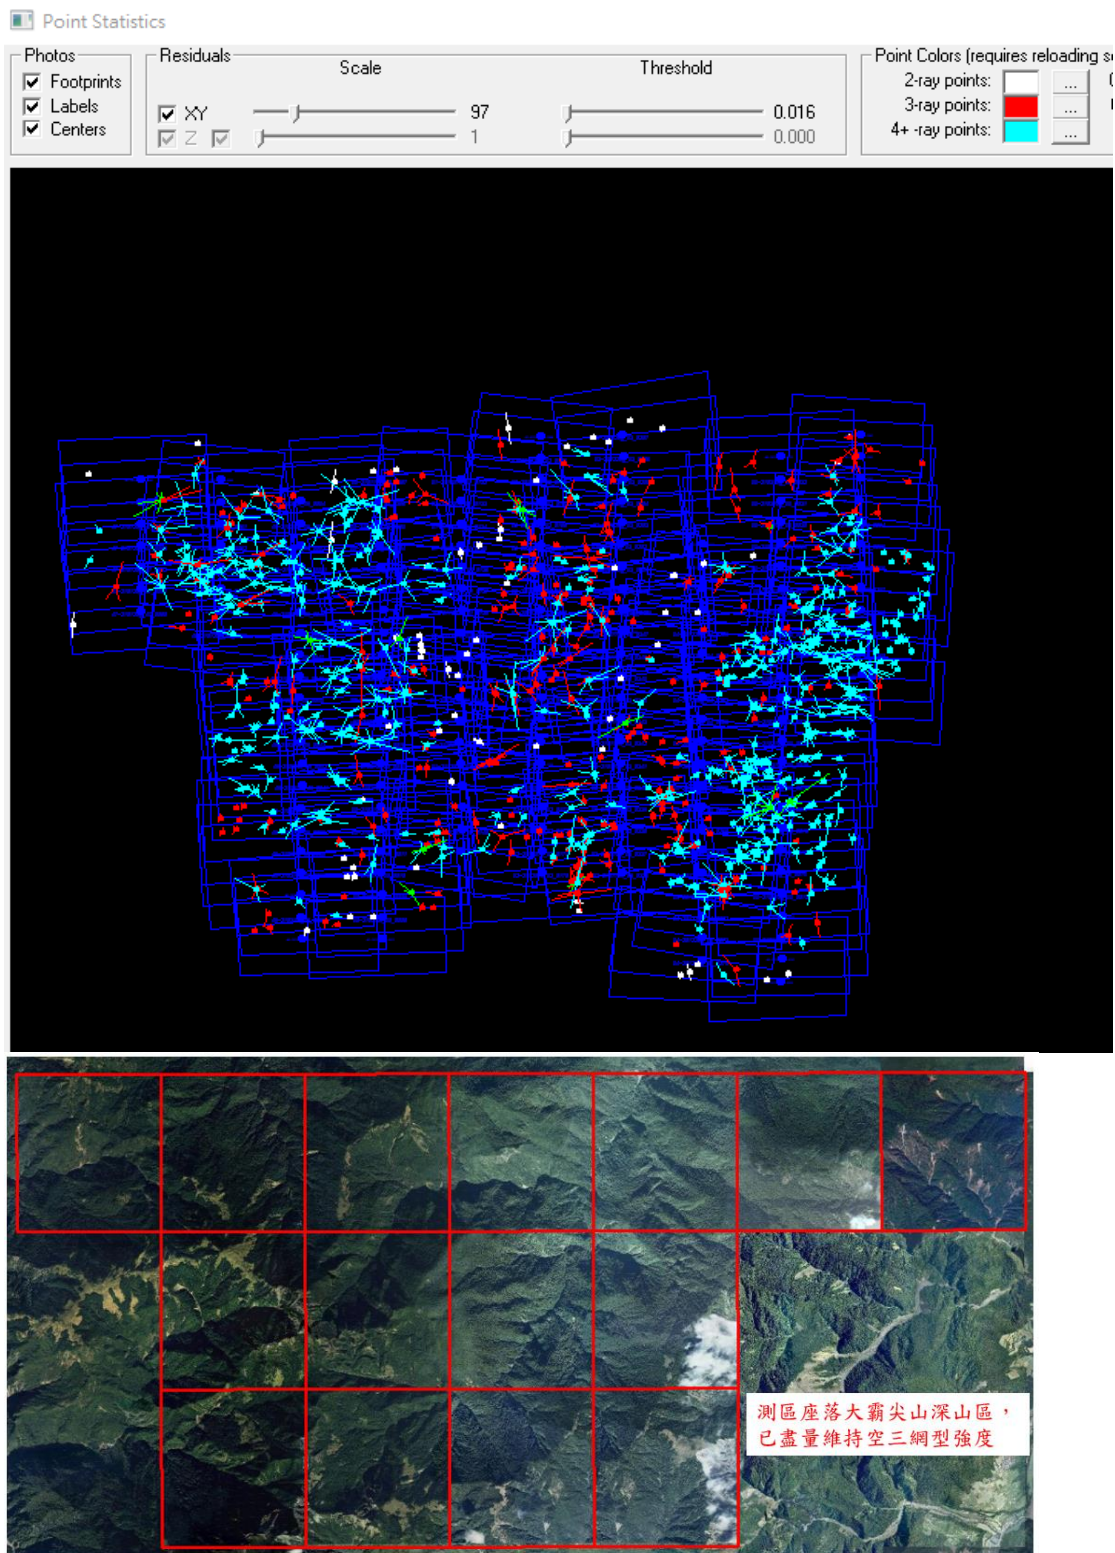 Point Statistics
Photos
Footprints
Labels
Centers
Residuals
Scale
Threshold
XY
97
0.016
Z
1
0.000
Point Colors (requires reloading
2-ray points:
...
3-ray points:
...
4+ -ray points:
...
測區座落大霸尖山深山區，
已盡量維持空三網型強度